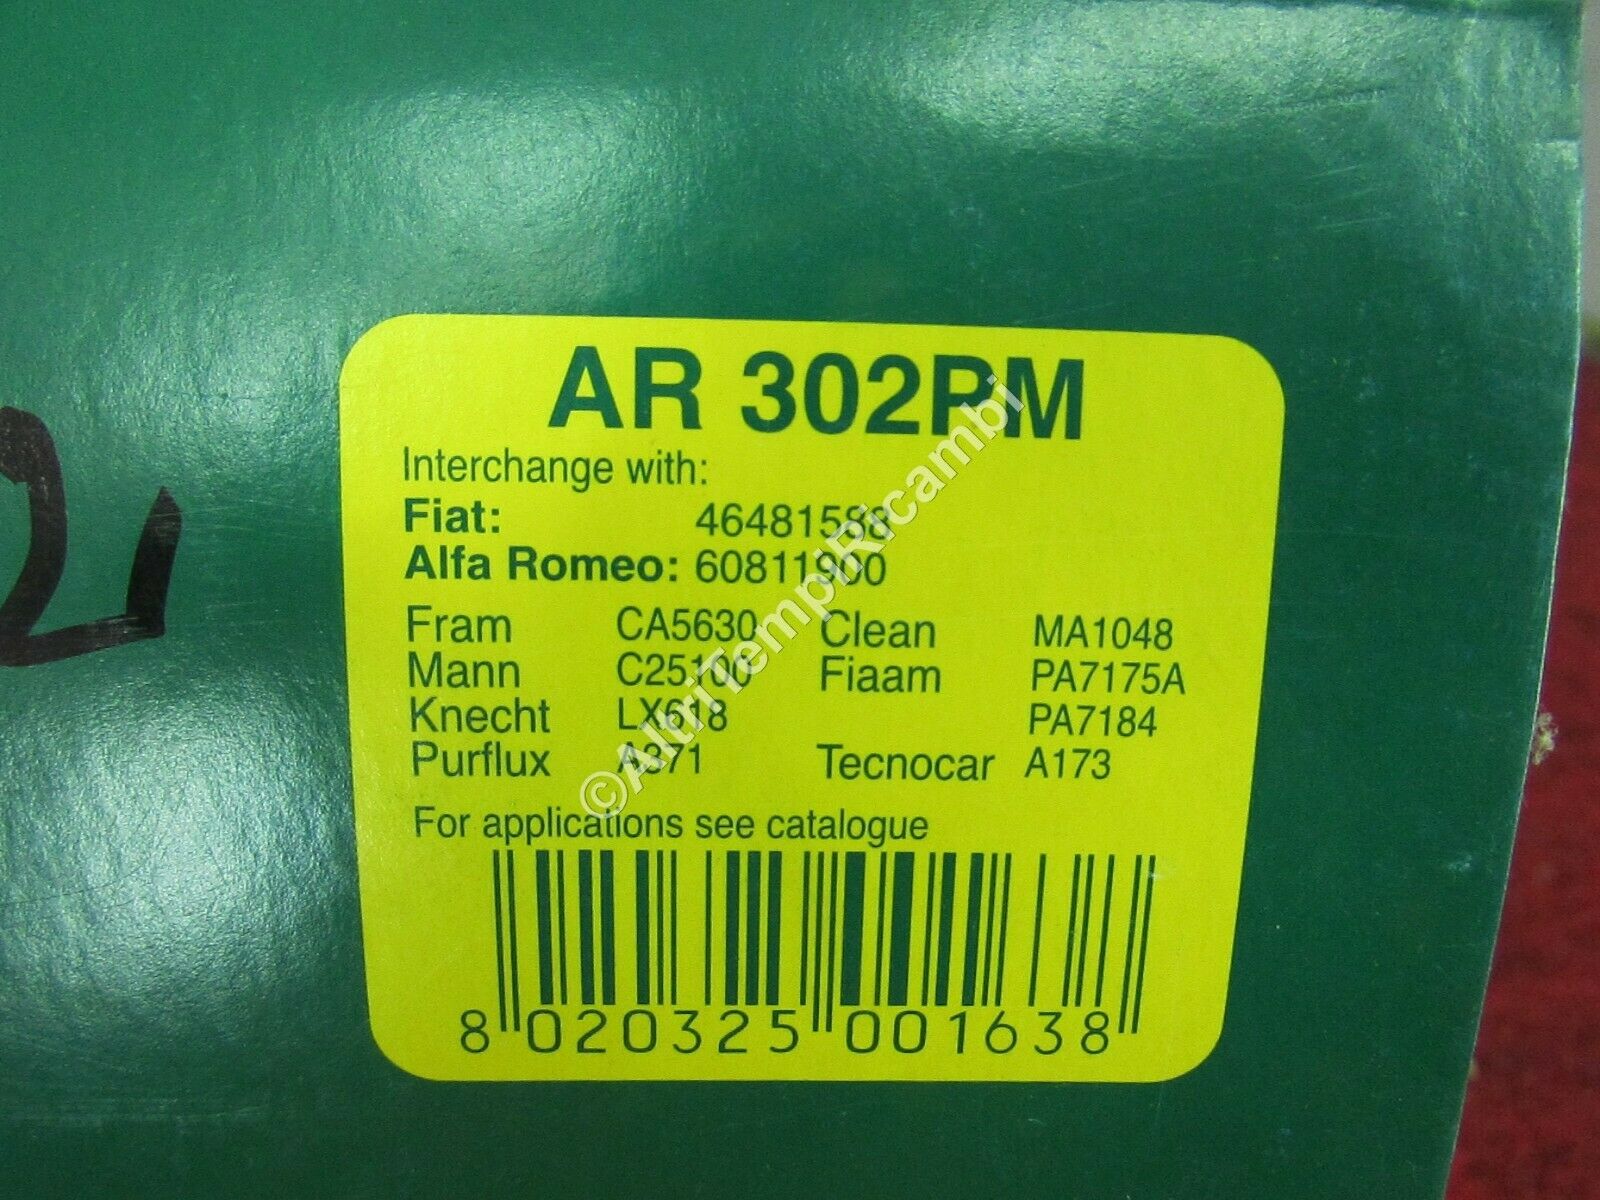 AR 302PM
Interchange with:
Fiat: 46481588
Alfa Romeo: 60811900
Fram CA5630 Clean MA1048
Mann C25100 Fiaam PA7175A
Knecht LX618 PA7184
Purflux A371 Tecnocar A173
For applications see catalogue
8 020325 001638
©AltriTempiRicambi